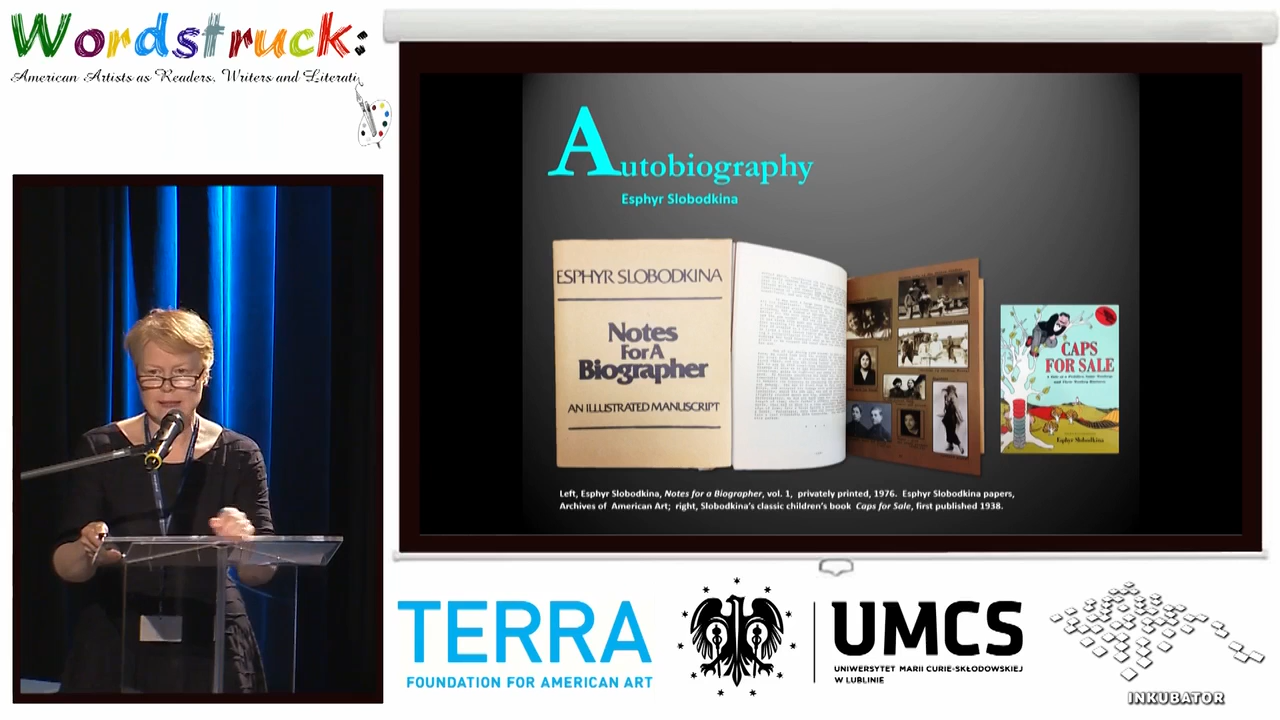 Wordstruck:
American Artists as Readers, Writers and Literati
Autobiography
Esphyr Slobodkina
ESPHYR SLOBODKINA
Notes
FOR A
Biographer
AN ILLUSTRATED MANUSCRIPT
CAPS
FOR SALE
Esphyr Slobodkina
Left, Esphyr Slobodkina, Notes for a Biographer, vol. 1, privately printed, 1976. Esphyr Slobodkina papers,
Archives of American Art; right, Slobodkina's classic children's book Caps for Sale, first published 1938.
TERRA
FOUNDATION FOR AMERICAN ART
UMCS
UNIWERSYTET MARII CURIE-SKŁODOWSKIEJ
W LUBLINIE
INKUBATOR